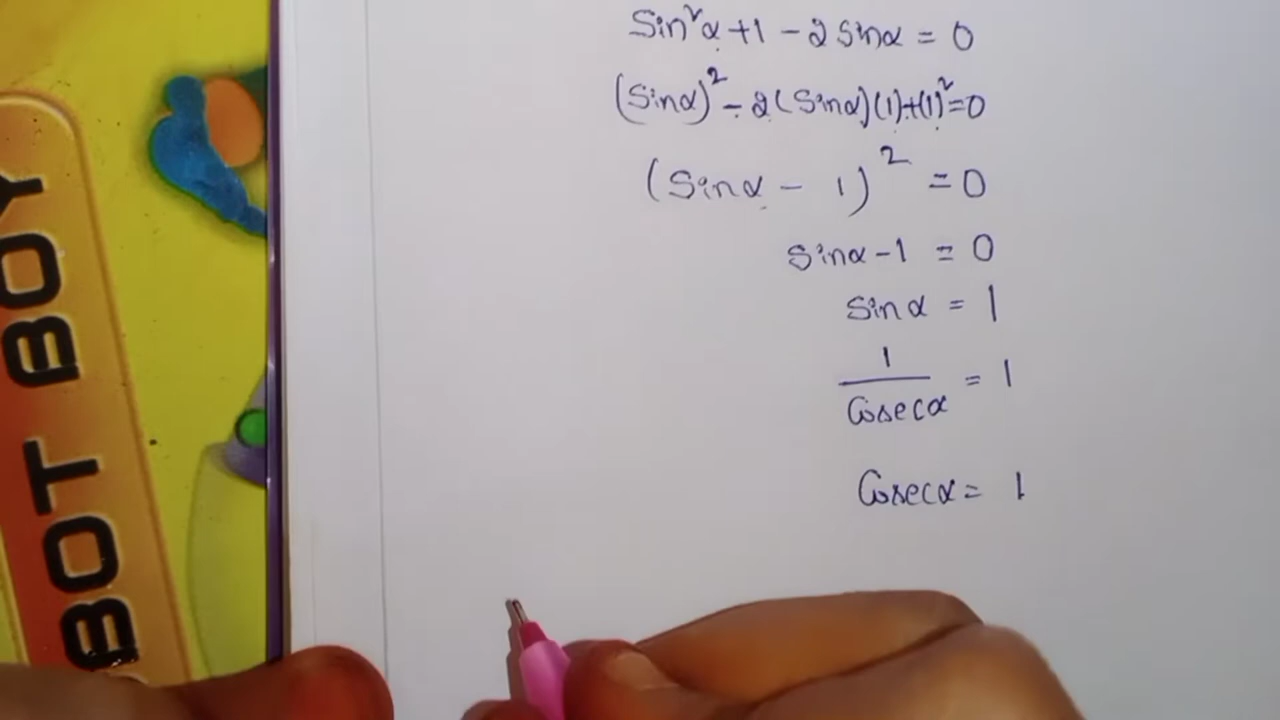 Sin²α + 1 - 2 sinα = 0
(Sinα)² - 2(Sinα)(1)+(1)²=0
(Sinα - 1)² = 0
Sinα - 1 = 0
Sinα = 1
1/Cosecα = 1
Cosecα = 1
BOT BOY